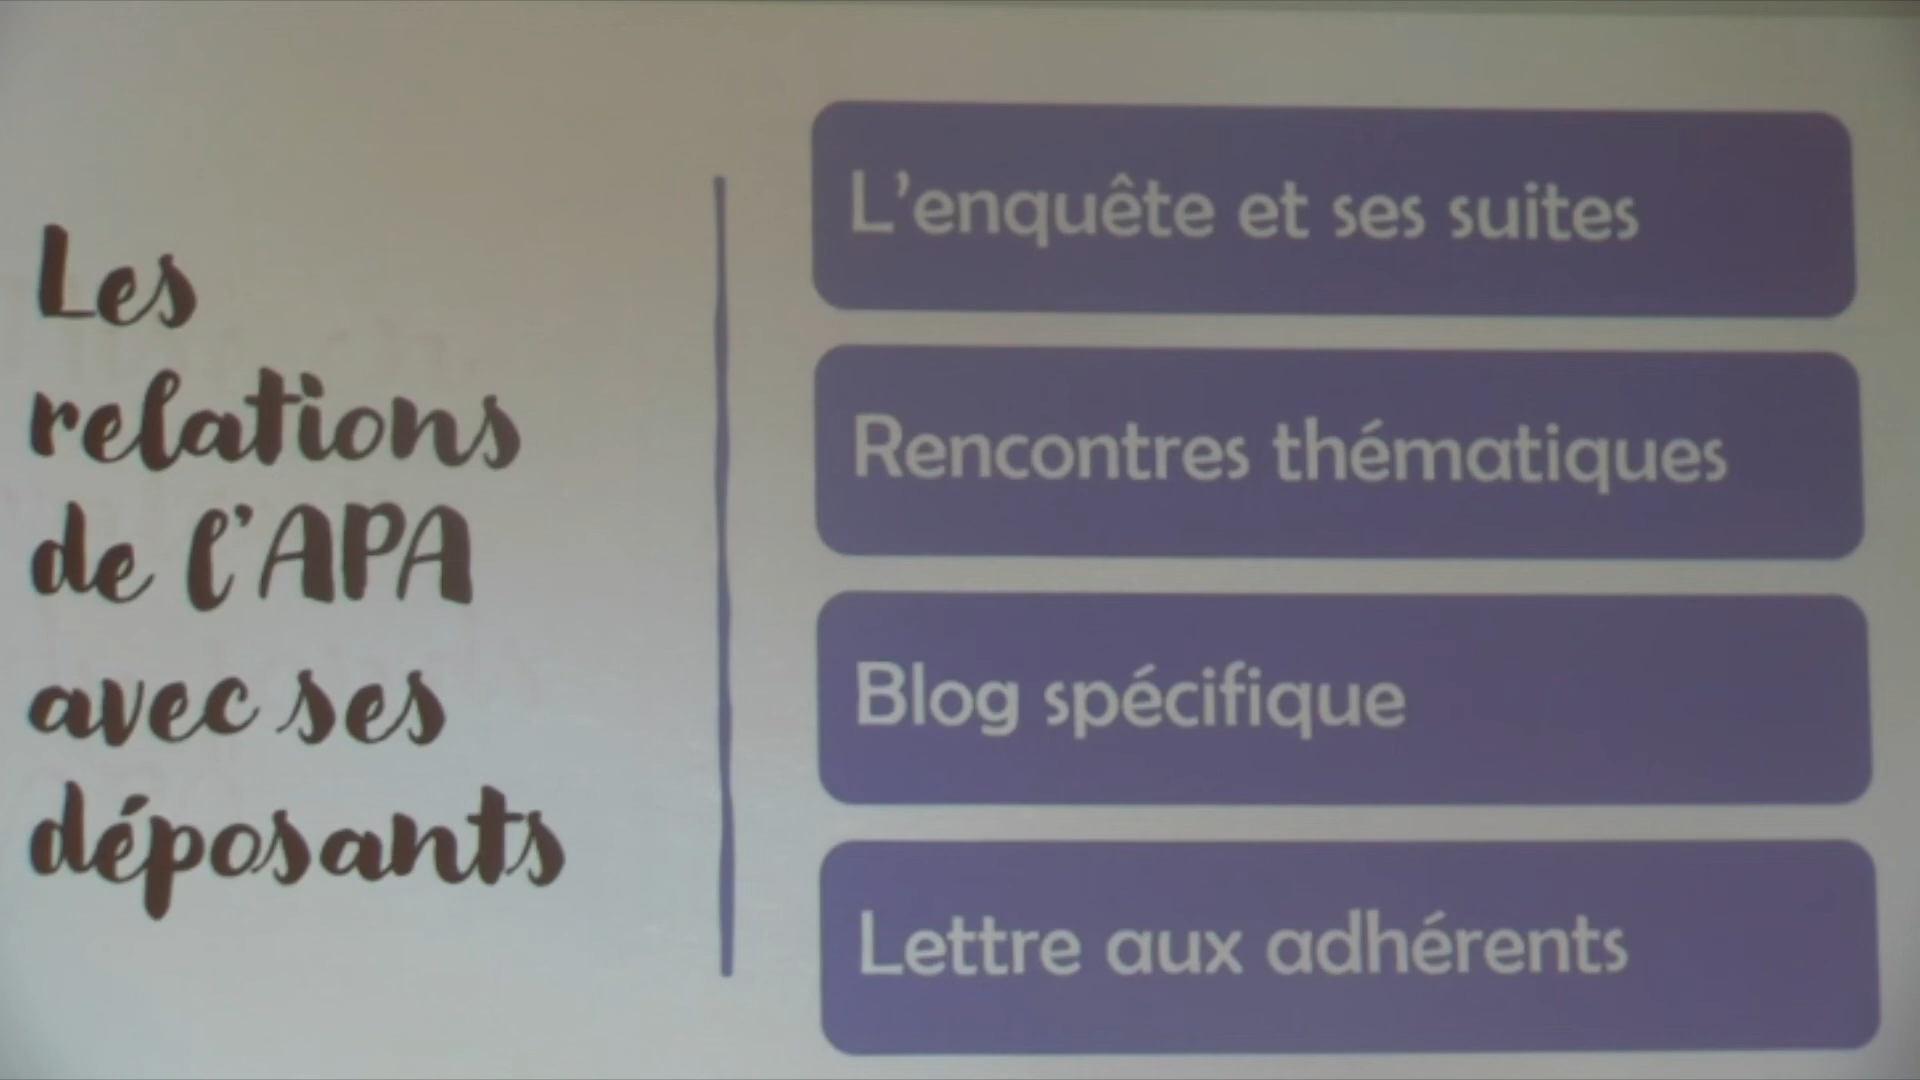 Les
relations
de l'APA
avec ses
déposants
L'enquête et ses suites
Rencontres thématiques
Blog spécifique
Lettre aux adhérents